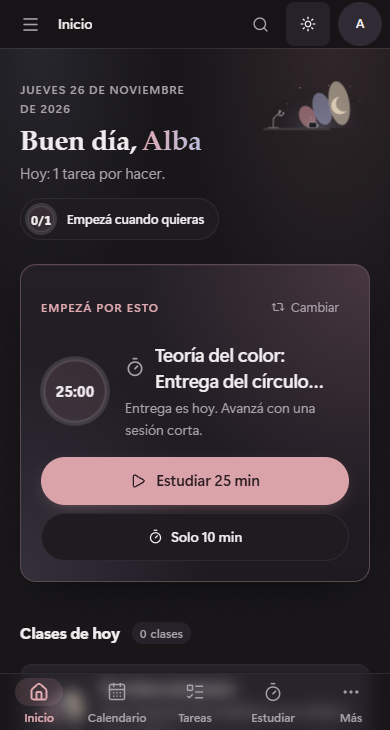 Inicio
A
JUEVES 26 DE NOVIEMBRE
DE 2026
Buen día, Alba
Hoy: 1 tarea por hacer.
0/1 Empezá cuando quieras
EMPEZÁ POR ESTO
Cambiar
Teoría del color:
Entrega del círculo...
25:00
Entrega es hoy. Avanzá con una
sesión corta.
Estudiar 25 min
Solo 10 min
Clases de hoy
0 clases
Inicio
Calendario
Tareas
Estudiar
Más